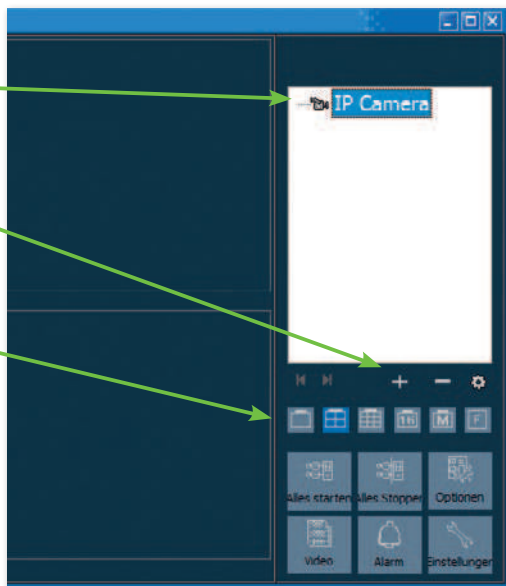 IP Camera
16 M F
Alles starten Alles Stoppen Optionen
Video Alarm Einstellungen